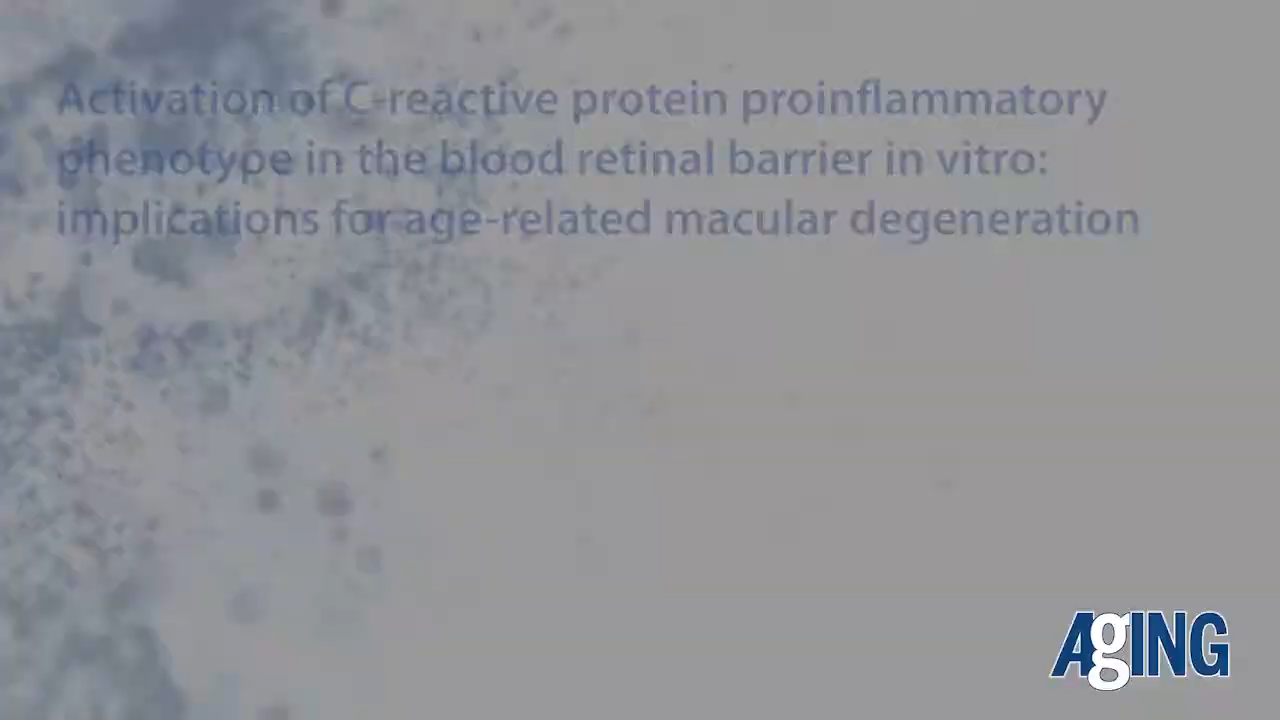 Activation of C-reactive protein proinflammatory
phenotype in the blood retinal barrier in vitro:
implications for age-related macular degeneration
AgING